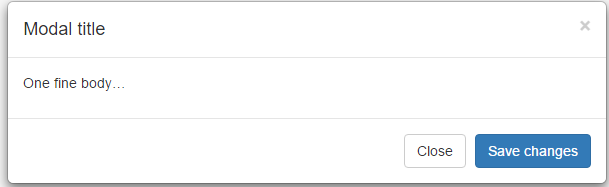 Modal title ×
One fine body…
Close Save changes